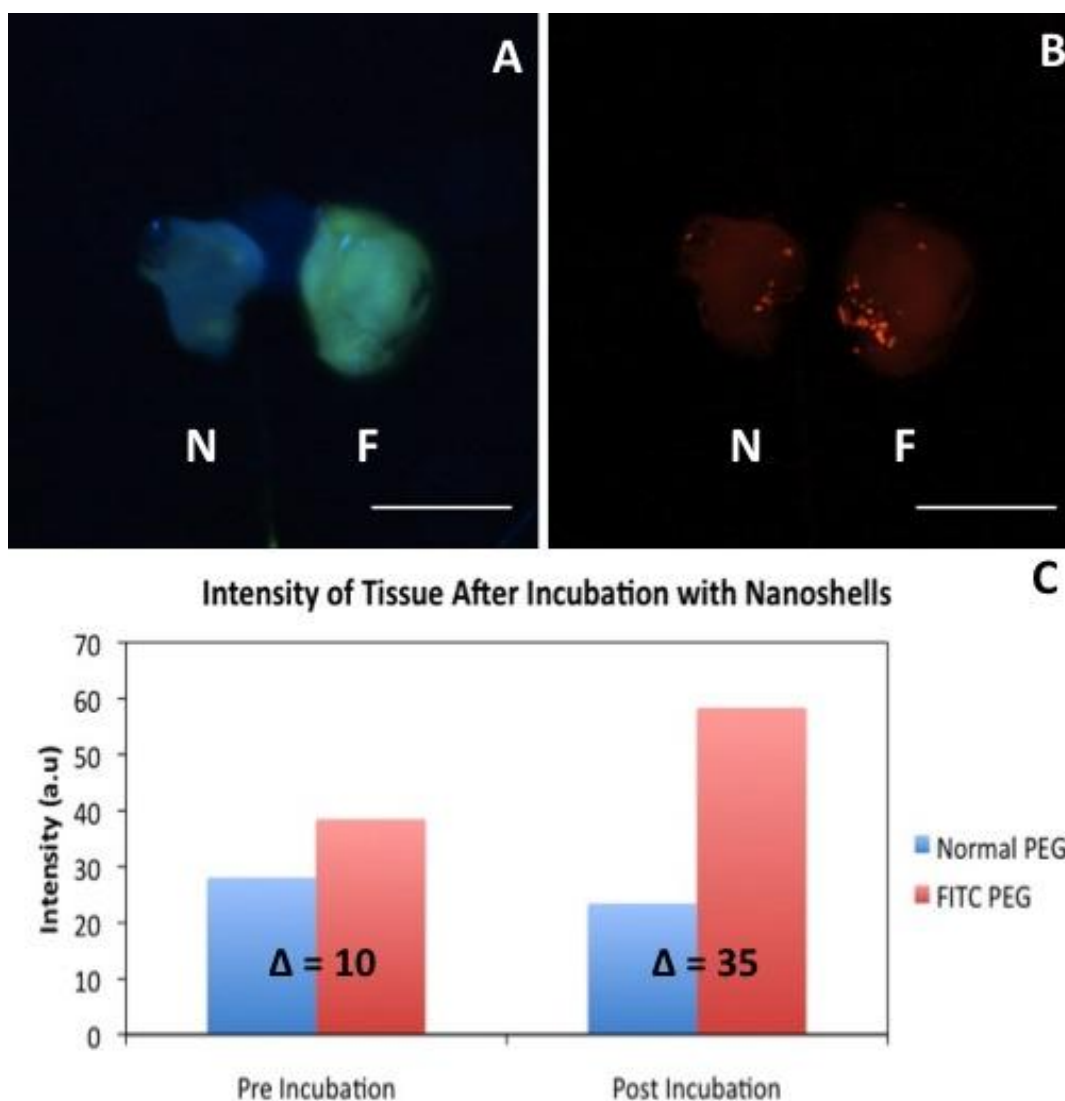 A
B
N F
N F
C
Intensity of Tissue After Incubation with Nanoshells
70
60
50
40
30
20
10
0
Intensity (a.u)
Δ = 10
Δ = 35
Normal PEG
FITC PEG
Pre Incubation
Post Incubation